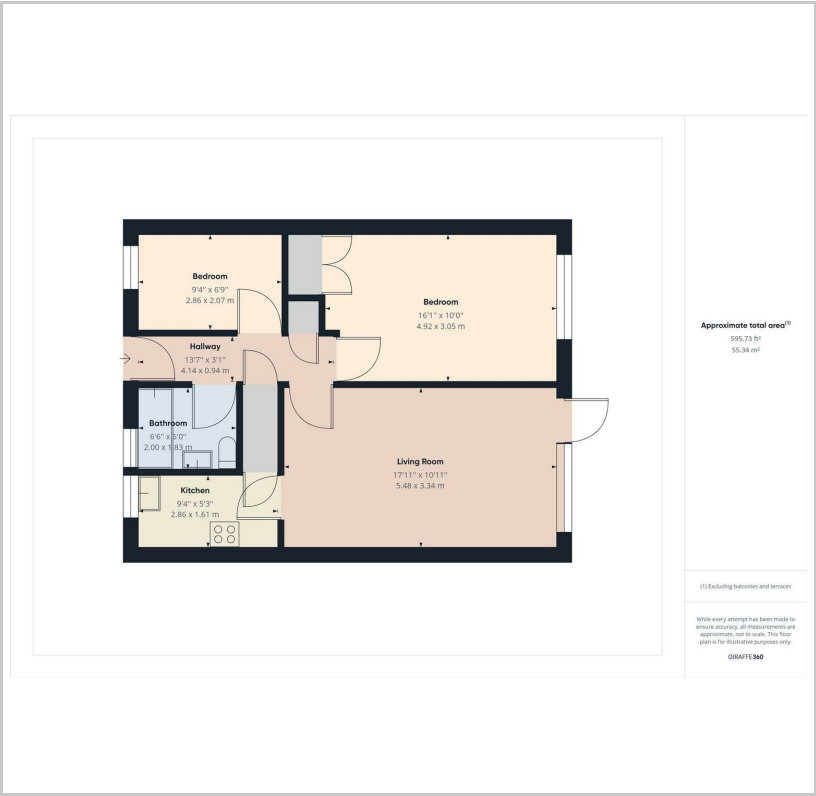 Bedroom
9'4" x 6'9"
2.86 x 2.07 m
Bedroom
16'1" x 10'0"
4.92 x 3.05 m
Hallway
13'7" x 3'1"
4.14 x 0.94 m
Bathroom
6'6" x 6'0"
2.00 x 1.83 m
Living Room
17'11" x 10'11"
5.48 x 3.34 m
Kitchen
9'4" x 5'3"
2.86 x 1.61 m
Approximate total area(1)
595.73 ft²
55.34 m²
(1) Excluding balconies and terraces
While every attempt has been made to
ensure accuracy, all measurements are
approximate, not to scale. This floor
plan is for illustrative purposes only.
GIRAFFE360